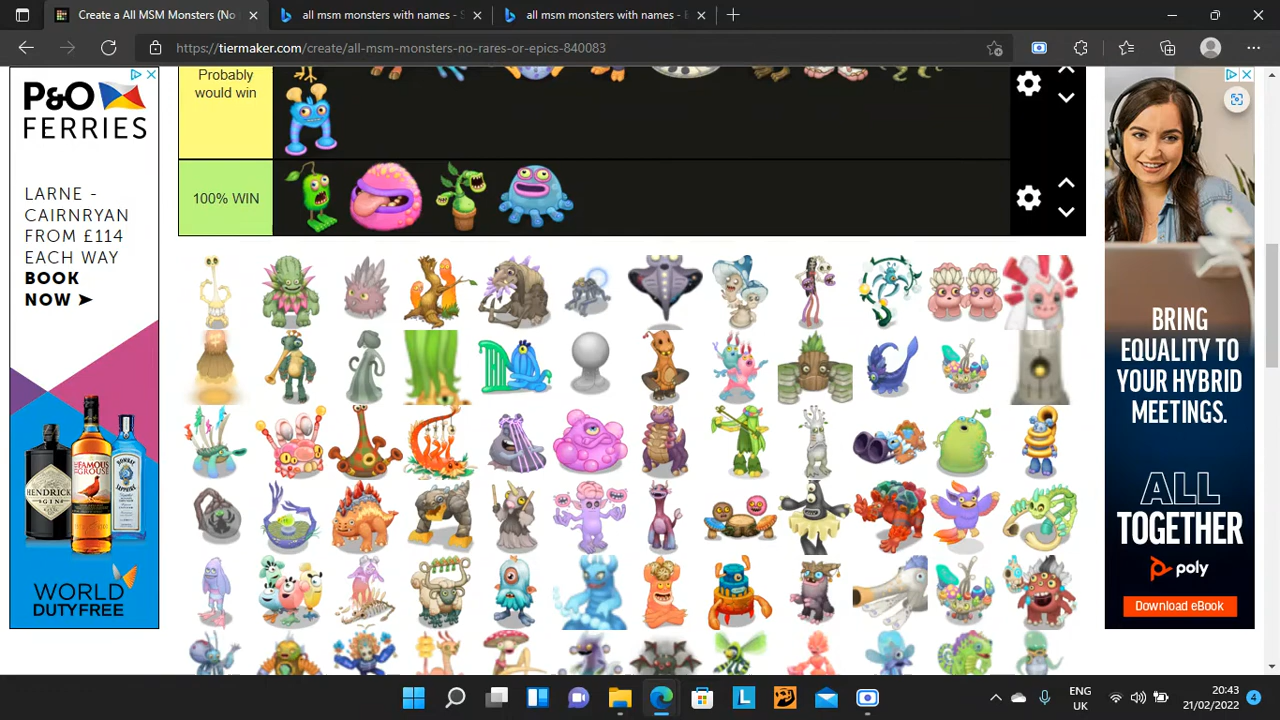 Create a All MSM Monsters (No
all msm monsters with names - S
all msm monsters with names - L
https://tiermaker.com/create/all-msm-monsters-no-rares-or-epics-840083
P&O
FERRIES
LARNE -
CAIRNRYAN
FROM £114
EACH WAY
BOOK
NOW ➤
HENDRICK'S
GIN
THE
FAMOUS
GROUSE
BOMBAY
SAPPHIRE
WORLD
DUTY FREE
Probably
would win
100% WIN
BRING
EQUALITY TO
YOUR HYBRID
MEETINGS.
ALL
TOGETHER
poly
Download eBook
L
ENG
UK
20:43
21/02/2022
4